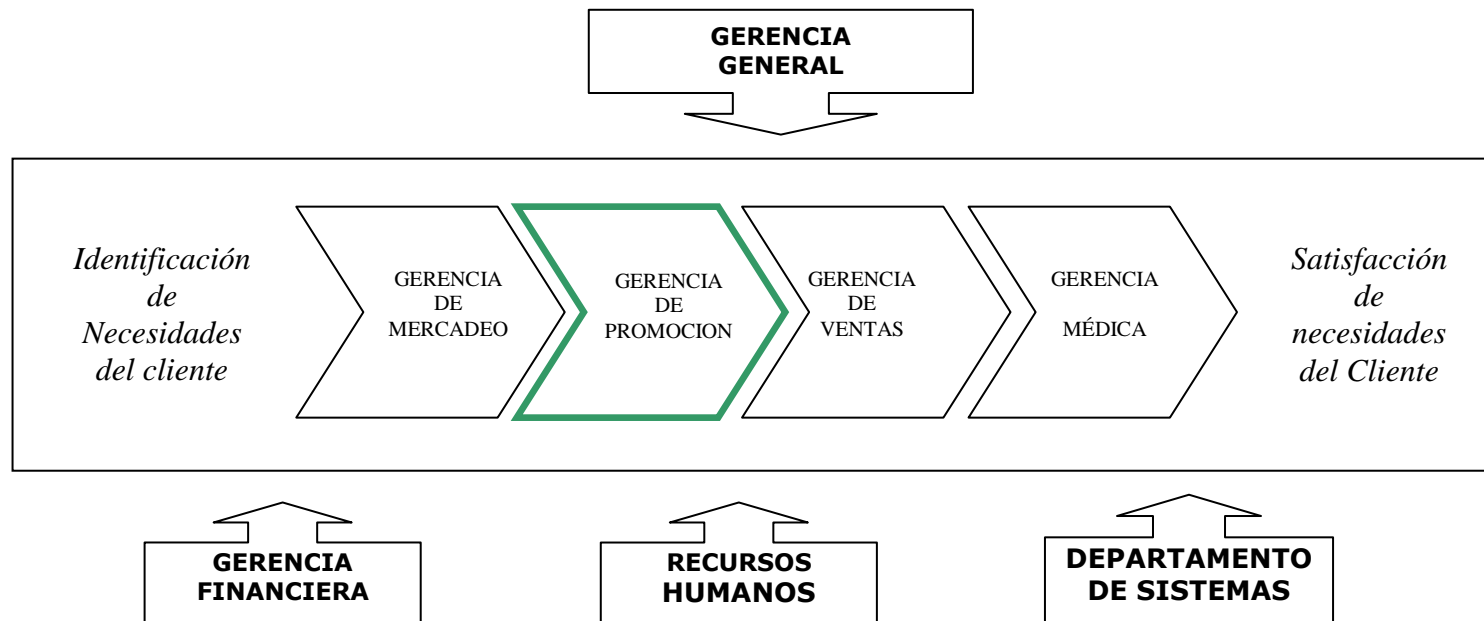 GERENCIA
GENERAL
Identificación
de
Necesidades
del cliente
GERENCIA
DE
MERCADEO
GERENCIA
DE
PROMOCION
GERENCIA
DE
VENTAS
GERENCIA
MÉDICA
Satisfacción
de
necesidades
del Cliente
GERENCIA
FINANCIERA
RECURSOS
HUMANOS
DEPARTAMENTO
DE SISTEMAS